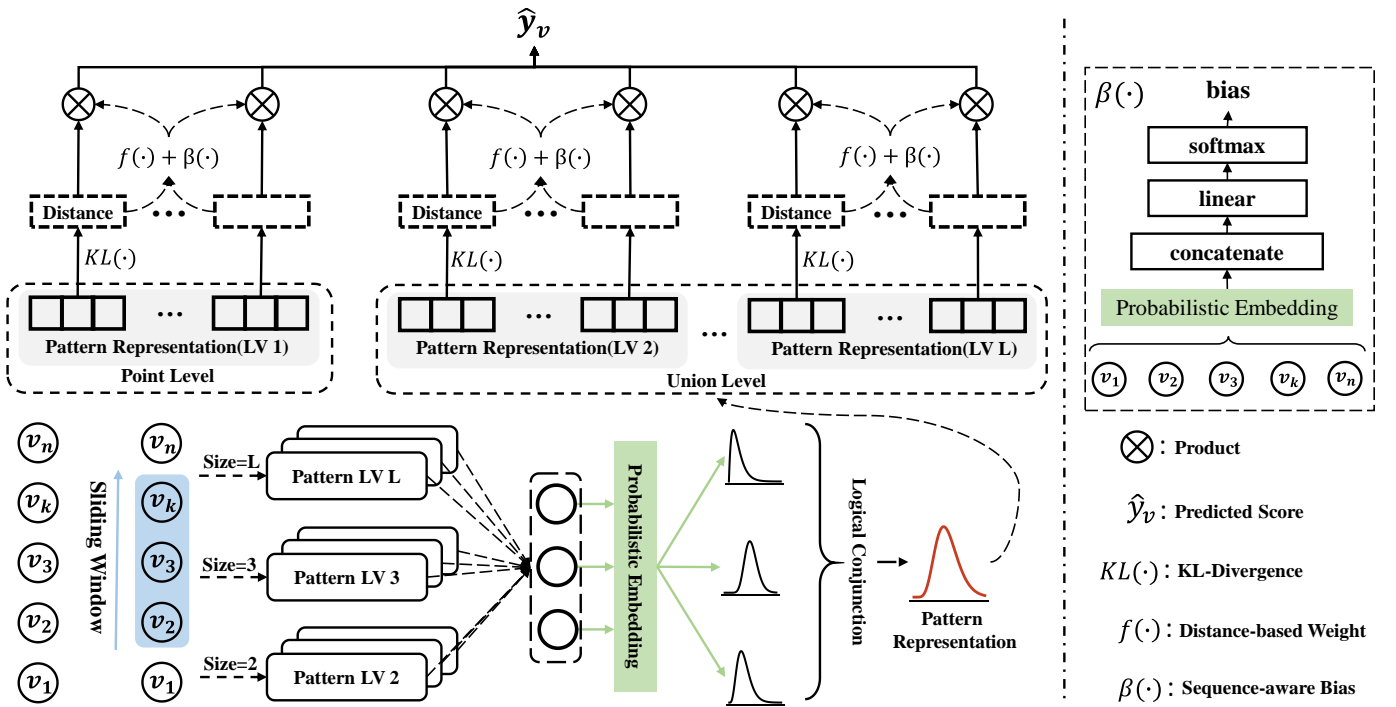 ŷ_v
f(·) + β(·)
f(·) + β(·)
f(·) + β(·)
Distance
...
Distance
...
Distance
...
KL(·)
KL(·)
KL(·)
...
...
...
...
Pattern Representation(LV 1)
Pattern Representation(LV 2)
Pattern Representation(LV L)
Point Level
Union Level
v_n
v_k
v_3
v_2
v_1
Sliding Window
v_n
v_k
v_3
v_2
v_1
Size=L
Pattern LV L
Size=3
Pattern LV 3
Size=2
Pattern LV 2
Probabilistic Embedding
Logical Conjunction
Pattern
Representation
β(·)
bias
softmax
linear
concatenate
Probabilistic Embedding
v_1 v_2 v_3 v_k v_n
: Product
ŷ_v : Predicted Score
KL(·) : KL-Divergence
f(·) : Distance-based Weight
β(·) : Sequence-aware Bias